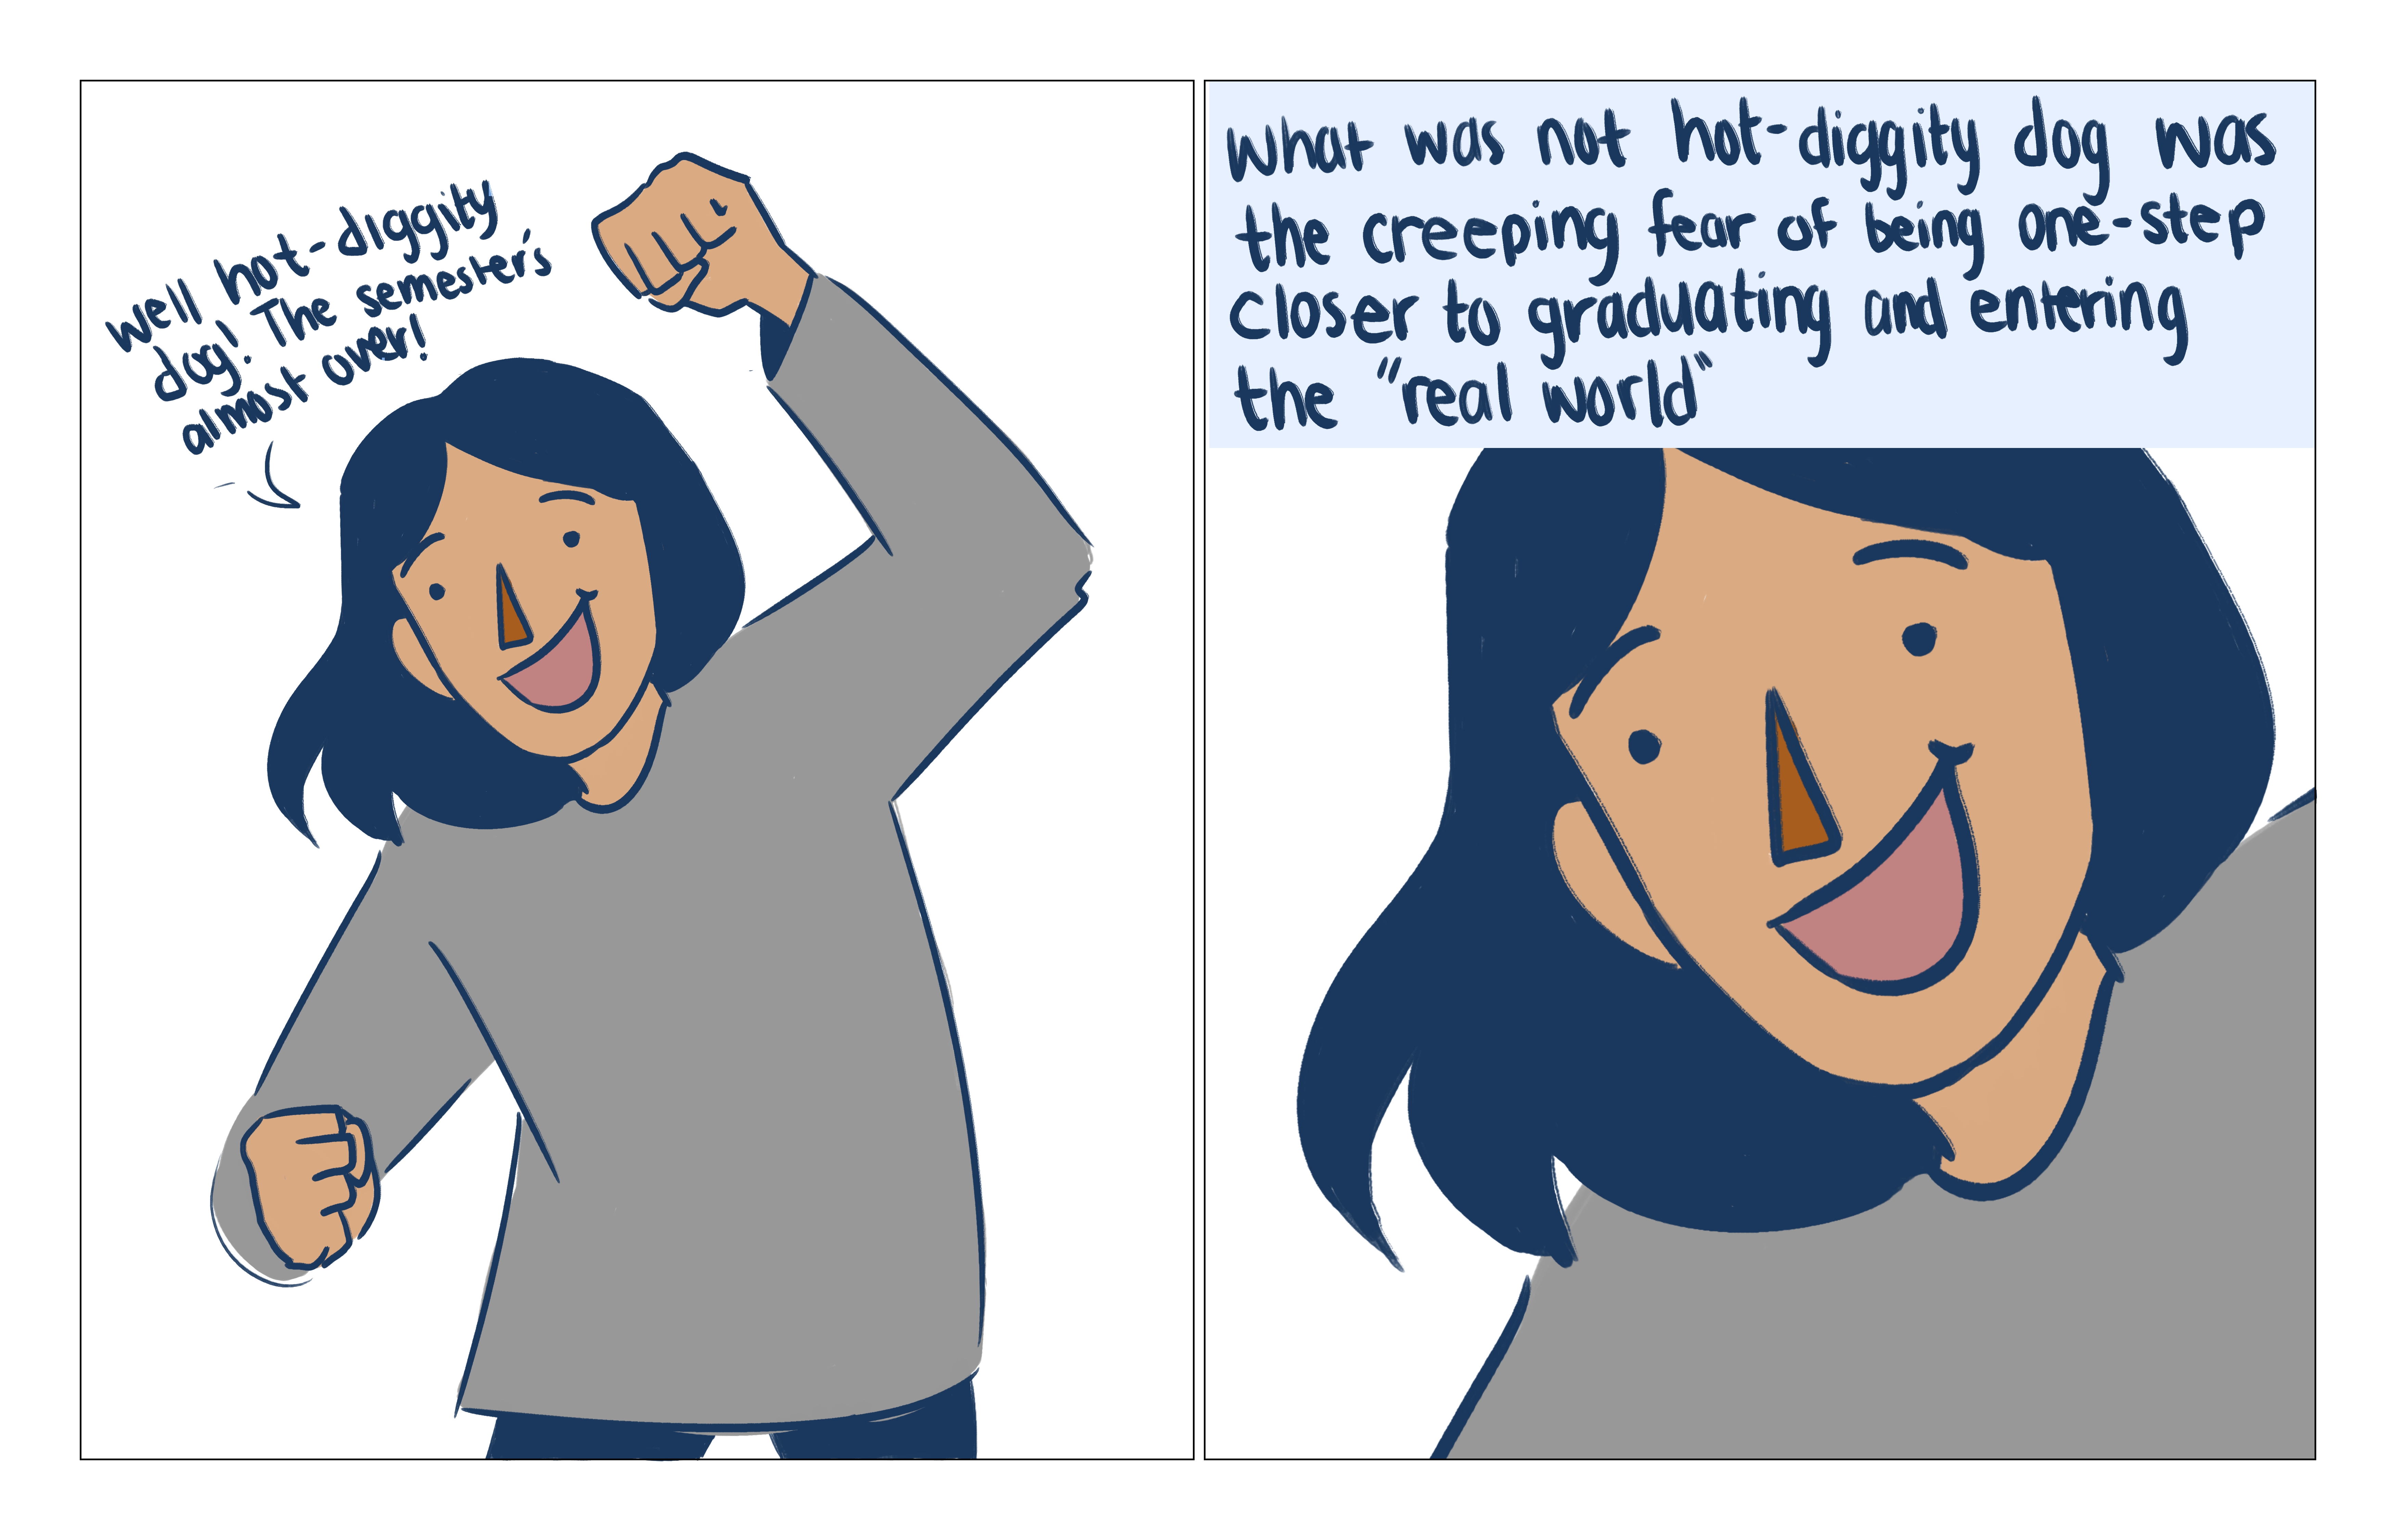 Well hot-diggity
dog! The semester's
almost over!
What was not hot-diggity dog was
the creeping fear of being one-step
closer to graduating and entering
the "real world"